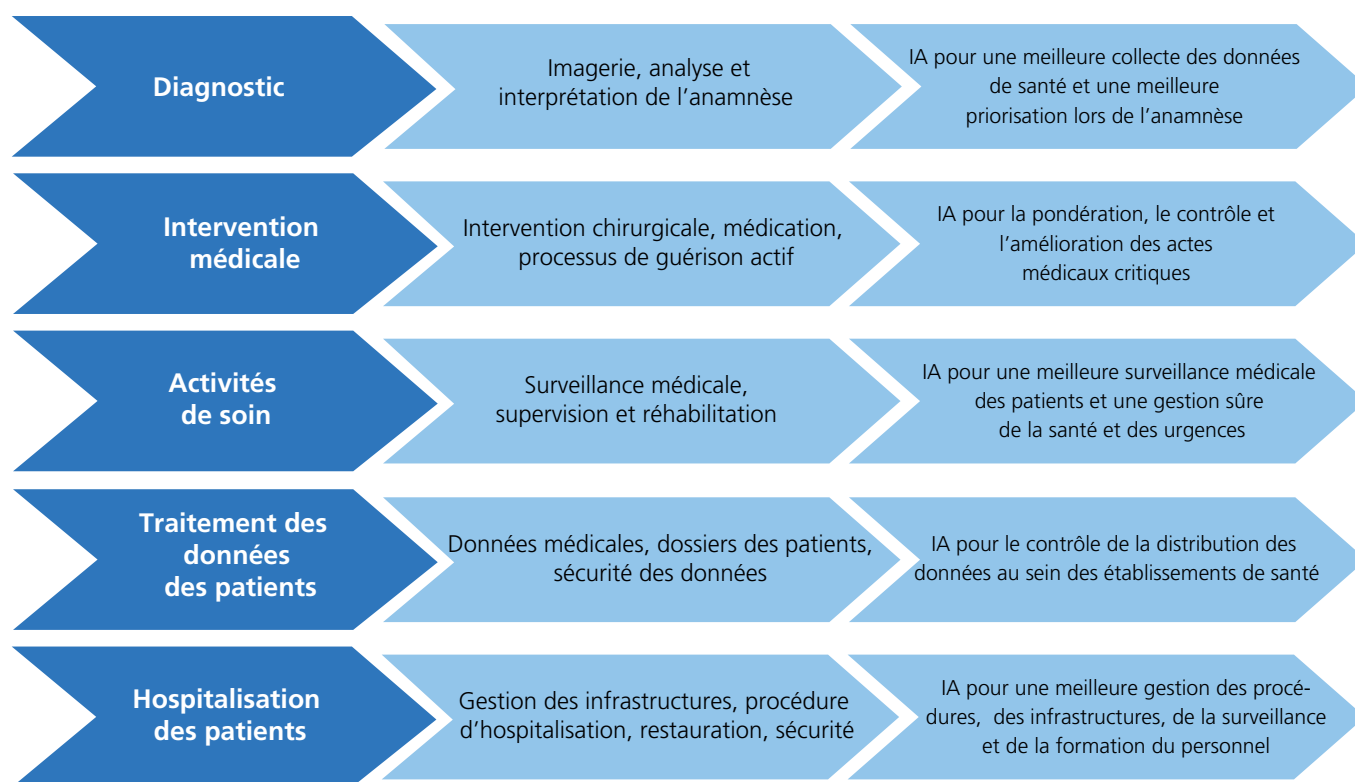 Diagnostic
Imagerie, analyse et
interprétation de l’anamnèse
IA pour une meilleure collecte des données
de santé et une meilleure
priorisation lors de l’anamnèse
Intervention
médicale
Intervention chirurgicale, médication,
processus de guérison actif
IA pour la pondération, le contrôle et
l’amélioration des actes
médicaux critiques
Activités
de soin
Surveillance médicale,
supervision et réhabilitation
IA pour une meilleure surveillance médicale
des patients et une gestion sûre
de la santé et des urgences
Traitement des
données
des patients
Données médicales, dossiers des patients,
sécurité des données
IA pour le contrôle de la distribution des
données au sein des établissements de santé
Hospitalisation
des patients
Gestion des infrastructures, procédure
d’hospitalisation, restauration, sécurité
IA pour une meilleure gestion des procé-
dures, des infrastructures, de la surveillance
et de la formation du personnel